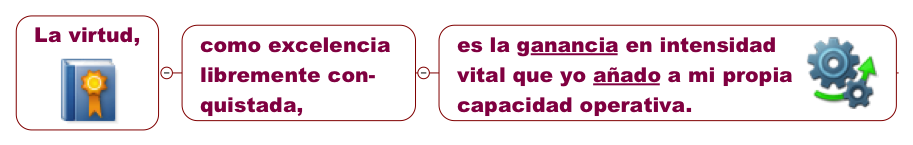 La virtud,
como excelencia
libremente con-
quistada,
es la ganancia en intensidad
vital que yo añado a mi propia
capacidad operativa.